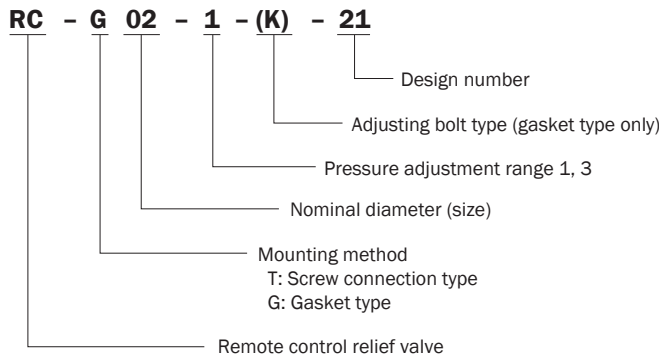 RC – G 02 – 1 – (K) – 21
Design number
Adjusting bolt type (gasket type only)
Pressure adjustment range 1, 3
Nominal diameter (size)
Mounting method
T: Screw connection type
G: Gasket type
Remote control relief valve